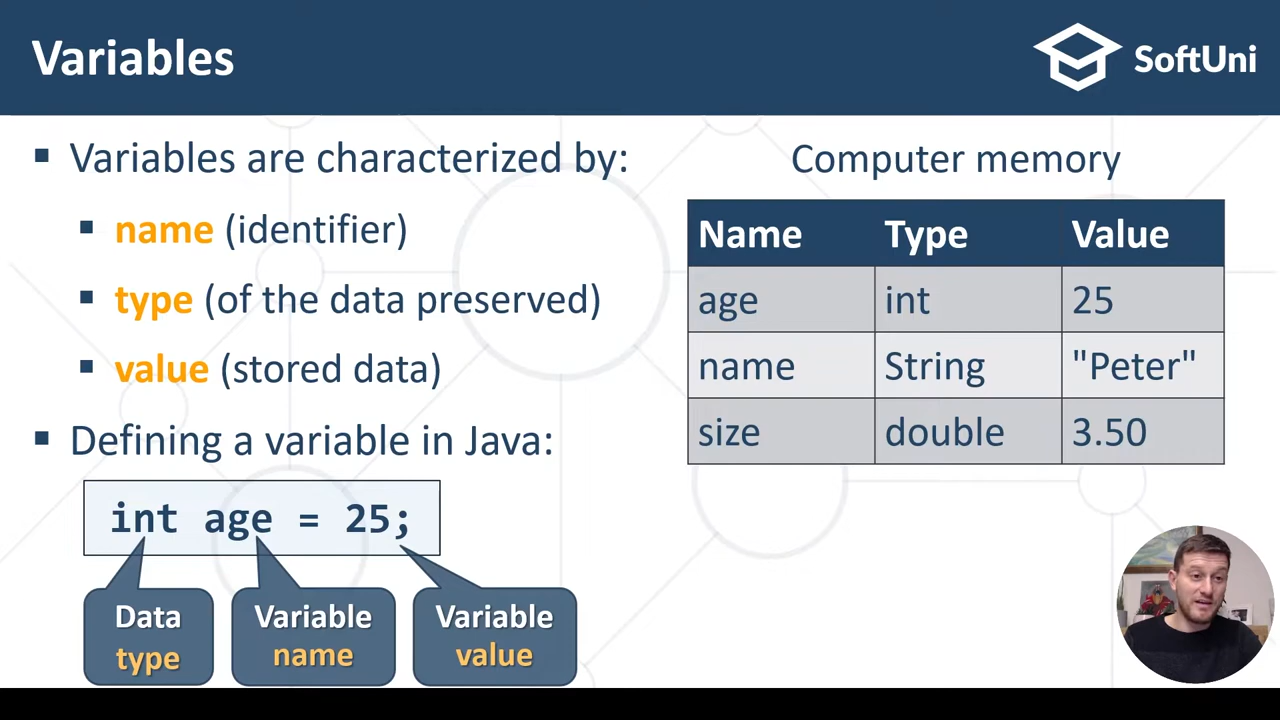 Variables
SoftUni
▪ Variables are characterized by:
▪ name (identifier)
▪ type (of the data preserved)
▪ value (stored data)
▪ Defining a variable in Java:
int age = 25;
Data
type
Variable
name
Variable
value
Computer memory
Name Type Value
age int 25
name String "Peter"
size double 3.50